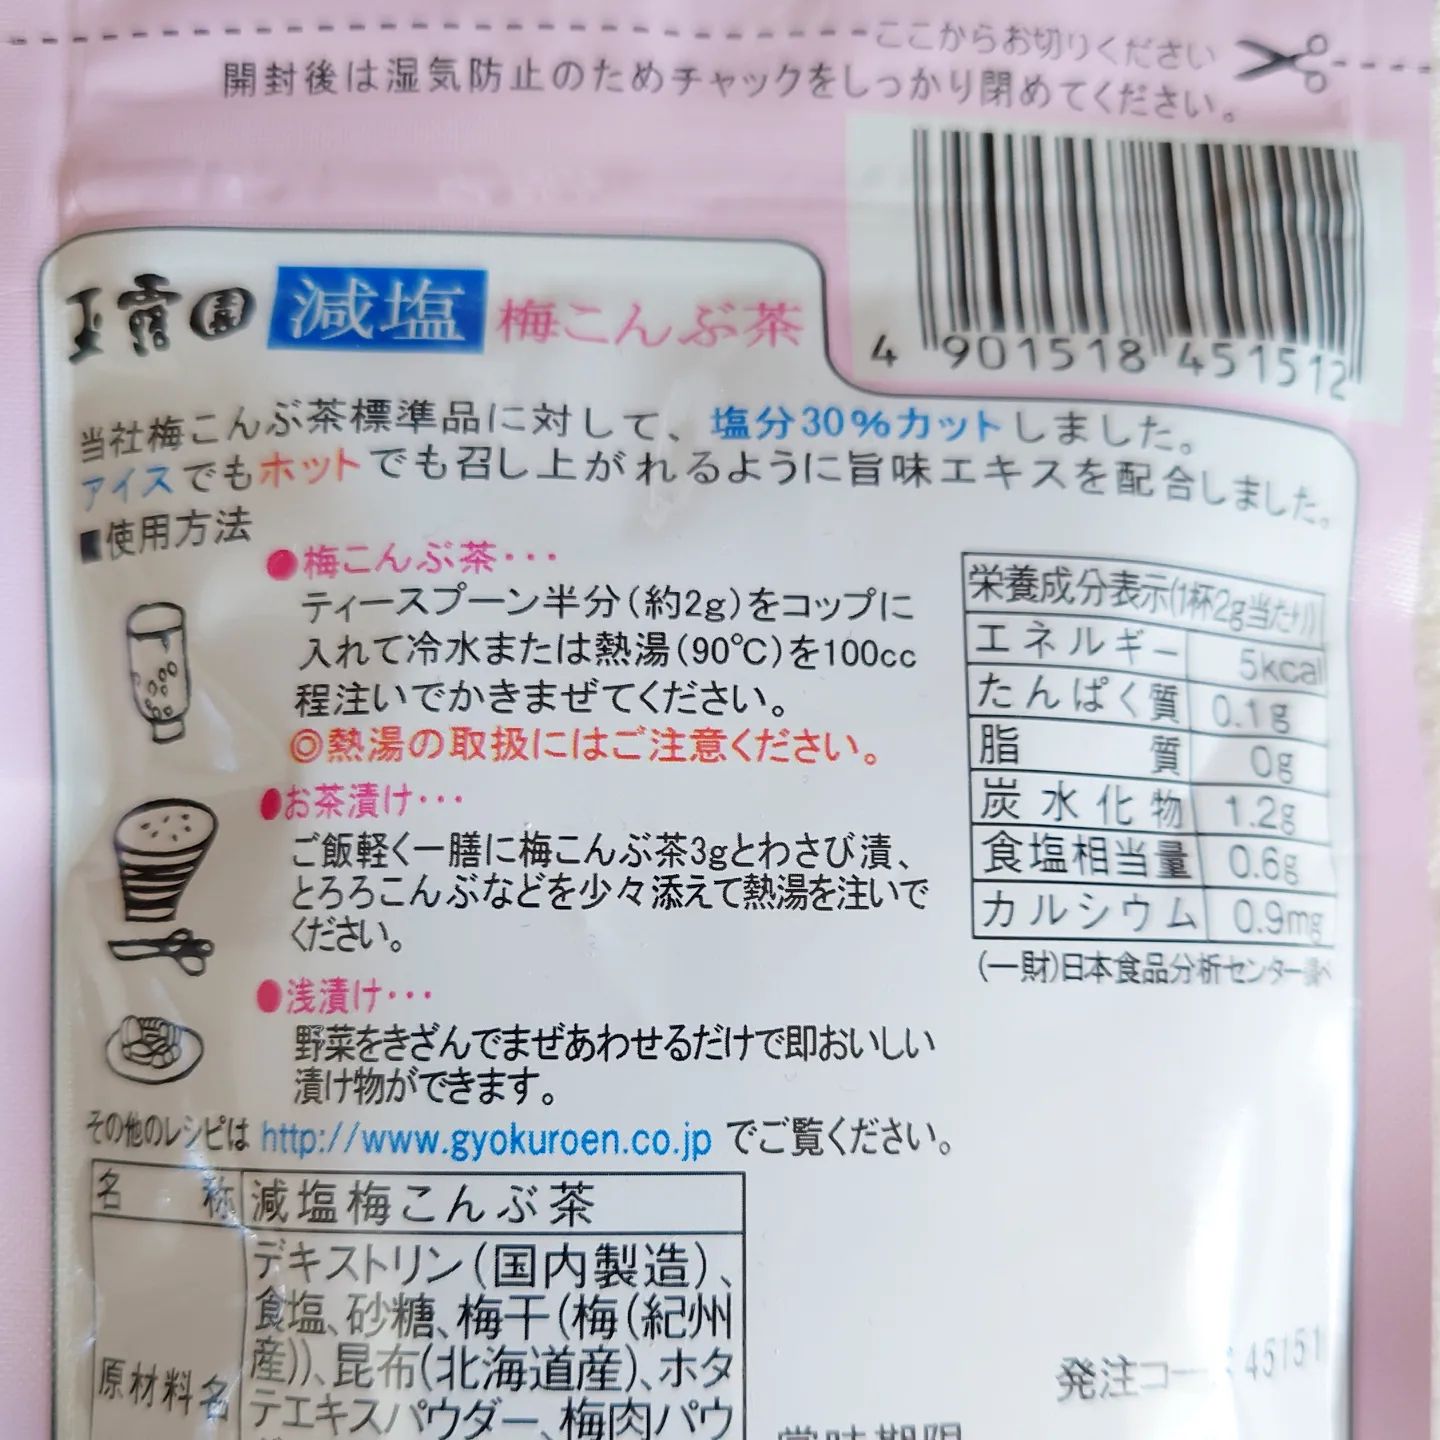 ここからお切りください
開封後は湿気防止のためチャックをしっかり閉めてください。
4 901518 451512
玉露園 減塩 梅こんぶ茶
当社梅こんぶ茶標準品に対して、塩分30%カットしました。
アイスでもホットでも召し上がれるように旨味エキスを配合しました。
■使用方法
●梅こんぶ茶・・・
ティースプーン半分(約2g)をコップに
入れて冷水または熱湯(90℃)を100cc
程注いでかきまぜてください。
◎熱湯の取扱にはご注意ください。
●お茶漬け・・・
ご飯軽く一膳に梅こんぶ茶3gとわさび漬、
とろろこんぶなどを少々添えて熱湯を注いで
ください。
●浅漬け・・・
野菜をきざんでまぜあわせるだけで即おいしい
漬け物ができます。
その他のレシピは http://www.gyokuroen.co.jp でご覧ください。
栄養成分表示(1杯2g当たり)
エネルギー 5kcal
たんぱく質 0.1g
脂質 0g
炭水化物 1.2g
食塩相当量 0.6g
カルシウム 0.9mg
(一財)日本食品分析センター調べ
名称 減塩梅こんぶ茶
原材料名
デキストリン(国内製造)、
食塩、砂糖、梅干(梅(紀州
産))、昆布(北海道産)、ホタ
テエキスパウダー、梅肉パウ
発注コード 45151
賞味期限